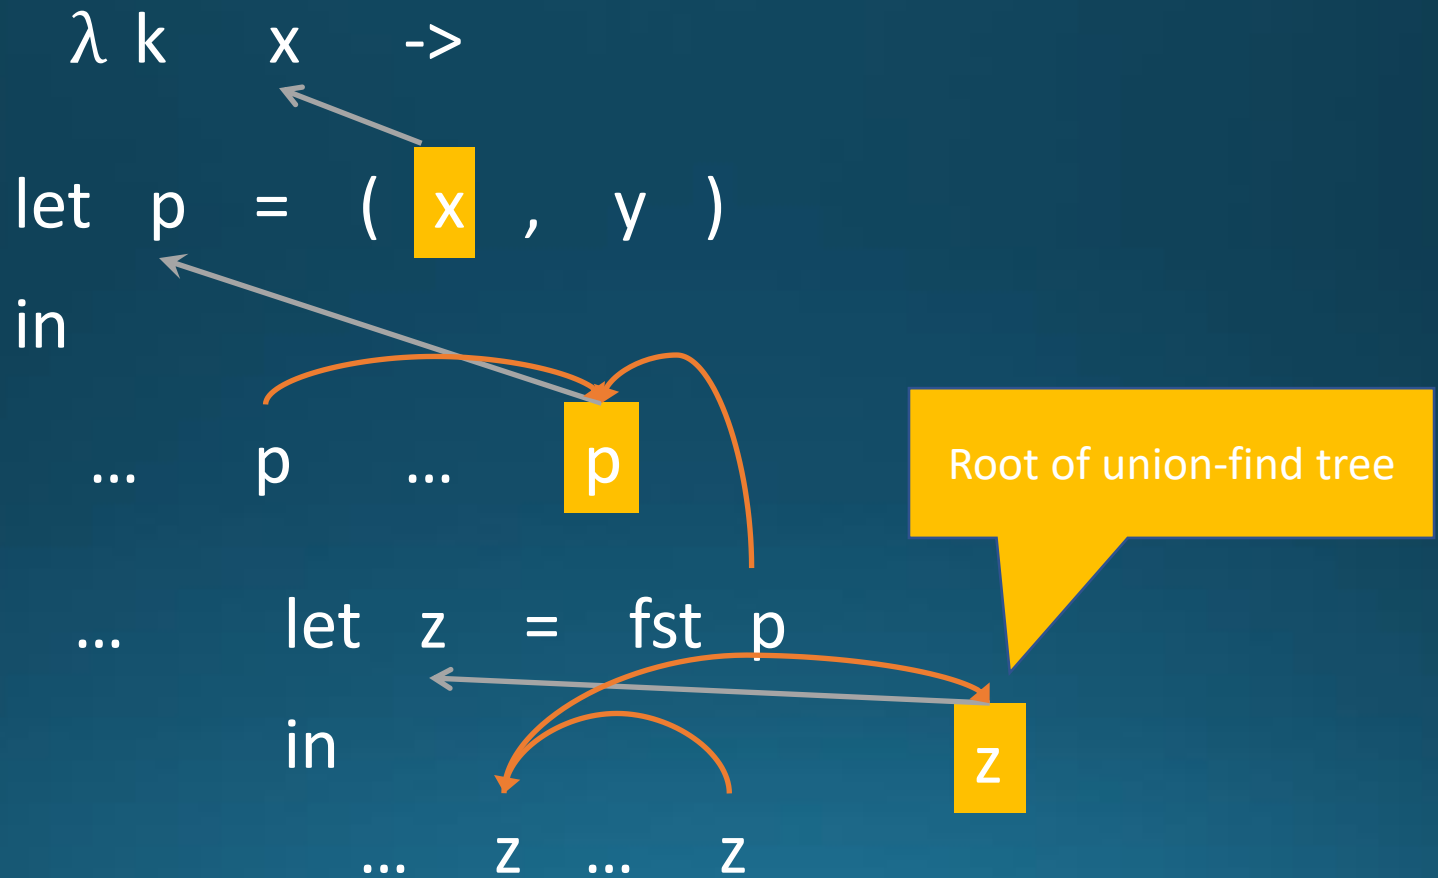 λ k x ->
let p = ( x , y )
in
… p … p
Root of union-find tree
… let z = fst p
in
z
… z … z